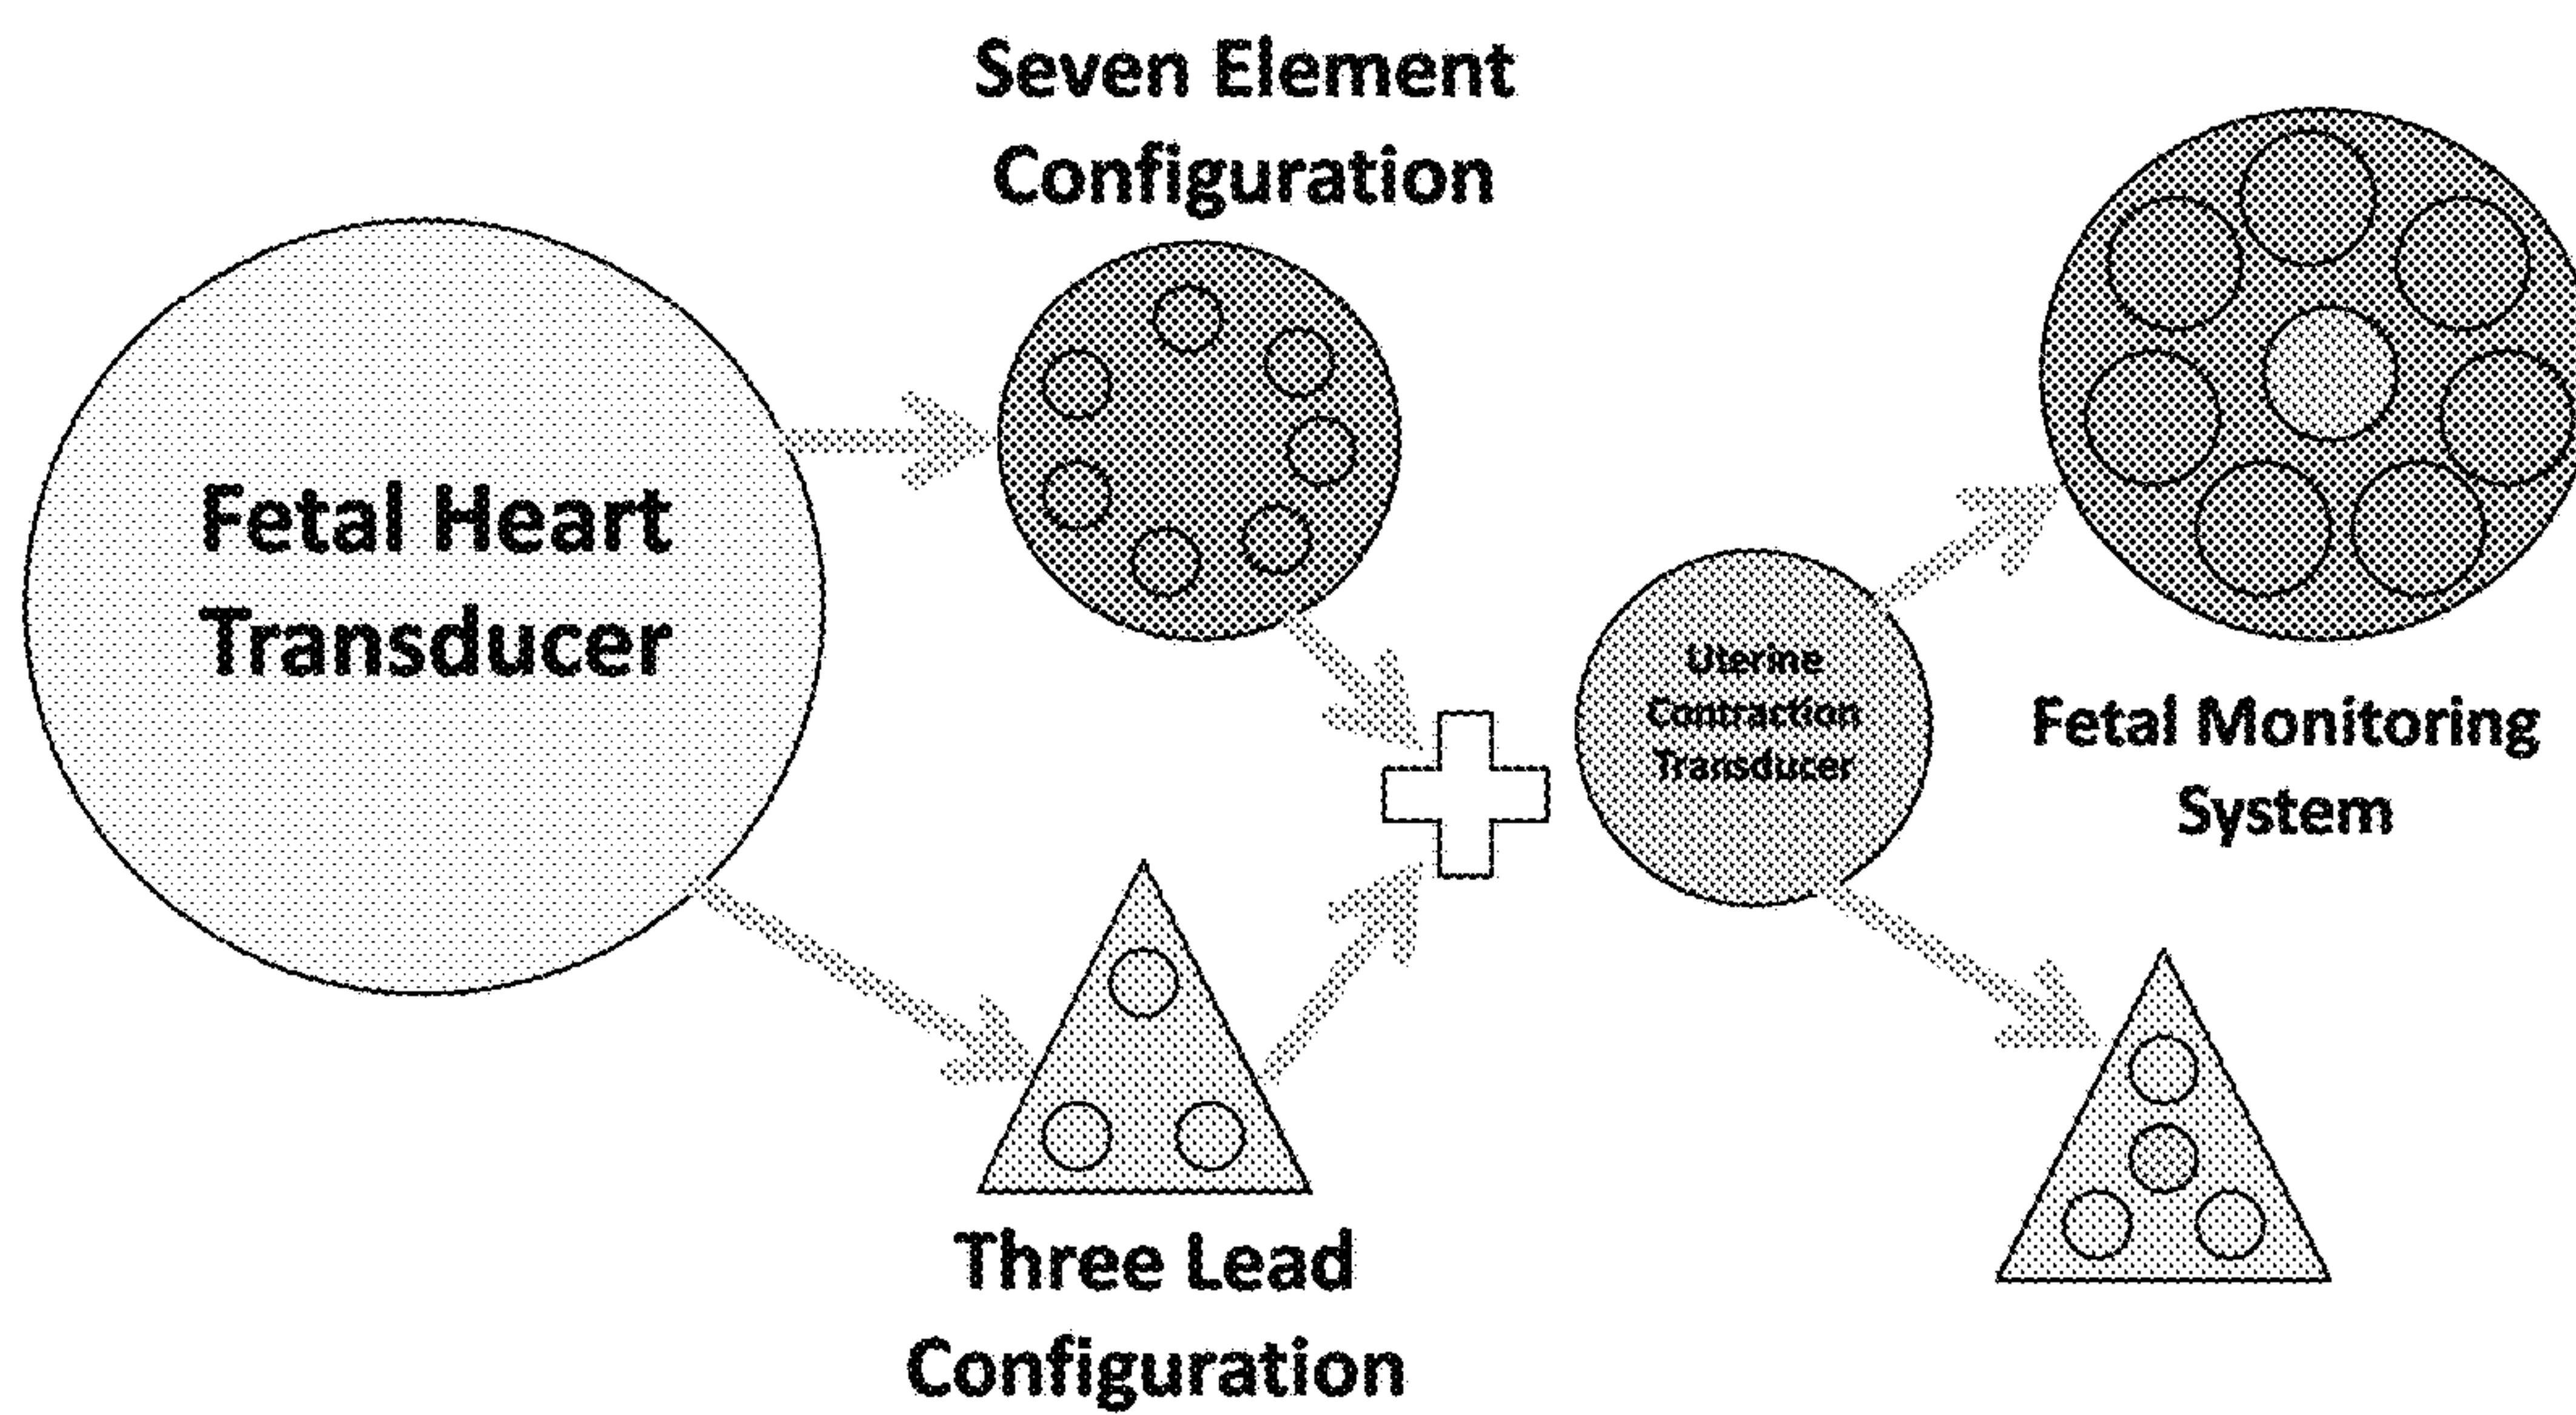 Seven Element
Configuration
Fetal Heart
Transducer
Uterine
Contraction
Transducer
Fetal Monitoring
System
Three Lead
Configuration